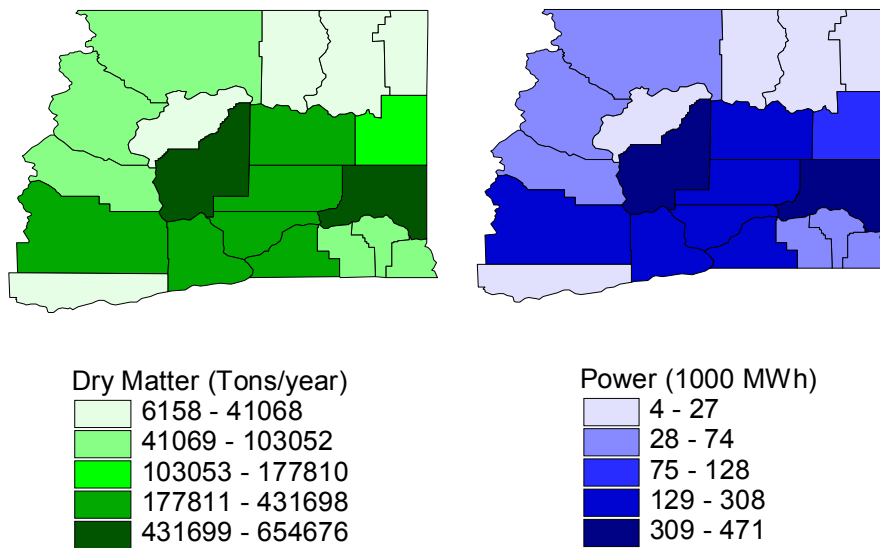 Dry Matter (Tons/year)
6158 - 41068
41069 - 103052
103053 - 177810
177811 - 431698
431699 - 654676
Power (1000 MWh)
4 - 27
28 - 74
75 - 128
129 - 308
309 - 471